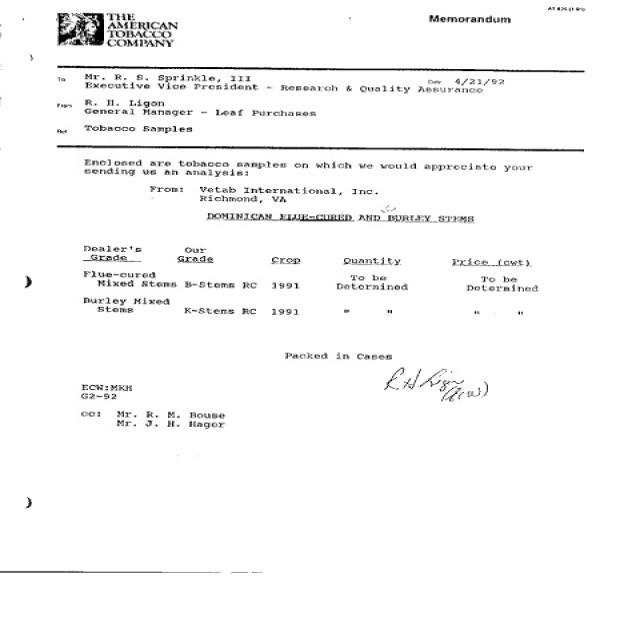 THE
AMERICAN
TOBACCO
COMPANY
Memorandum
To Mr. R. S. Sprinkle, III
Executive Vice President - Research & Quality Assurance
Date 4/21/92
From R. H. Ligon
General Manager - Leaf Purchases
Ref Tobacco Samples
Enclosed are tobacco samples on which we would appreciate your
sending us an analysis:
From: Vetab International, Inc.
Richmond, VA
DOMINICAN FLUE-CURED AND BURLEY STEMS
Dealer's Our
Grade Grade Crop Quantity Price (cwt)
Flue-cured To be To be
Mixed Stems B-Stems RC 1991 Determined Determined
Burley Mixed
Stems K-Stems RC 1991 " " " "
Packed in Cases
RH Ligon
(ECW)
ECW:MKH
G2-92
cc: Mr. R. M. Bouse
Mr. J. H. Hager